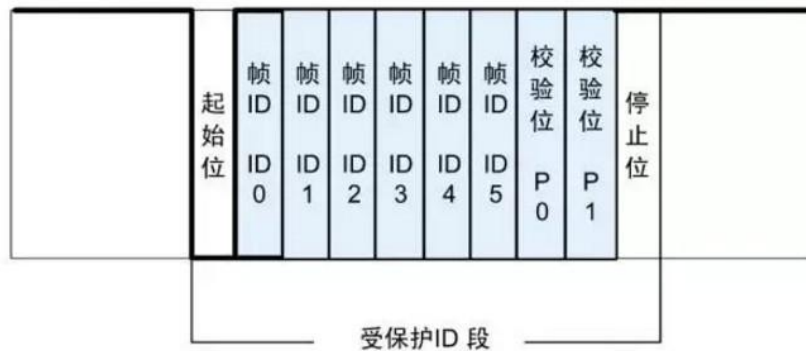 起始位
帧ID ID0
帧ID ID1
帧ID ID2
帧ID ID3
帧ID ID4
帧ID ID5
校验位 P0
校验位 P1
停止位
受保护ID 段